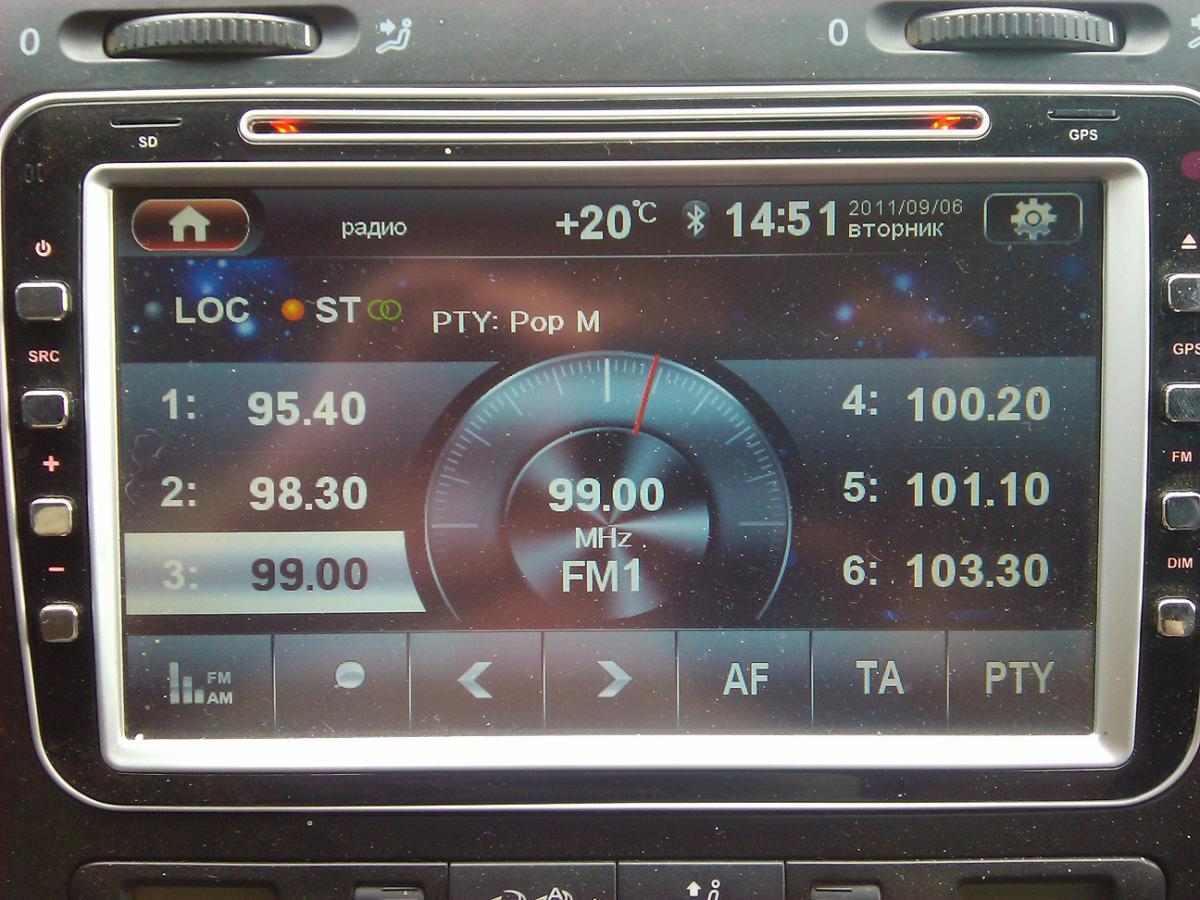 0
0
SD
GPS
радио
+20°C
14:51
2011/09/06
вторник
LOC
ST
PTY: Pop M
SRC
GPS
1: 95.40
4: 100.20
+
FM
2: 98.30
99.00
5: 101.10
MHz
−
DIM
3: 99.00
FM1
6: 103.30
FM
AM
AF
TA
PTY
A